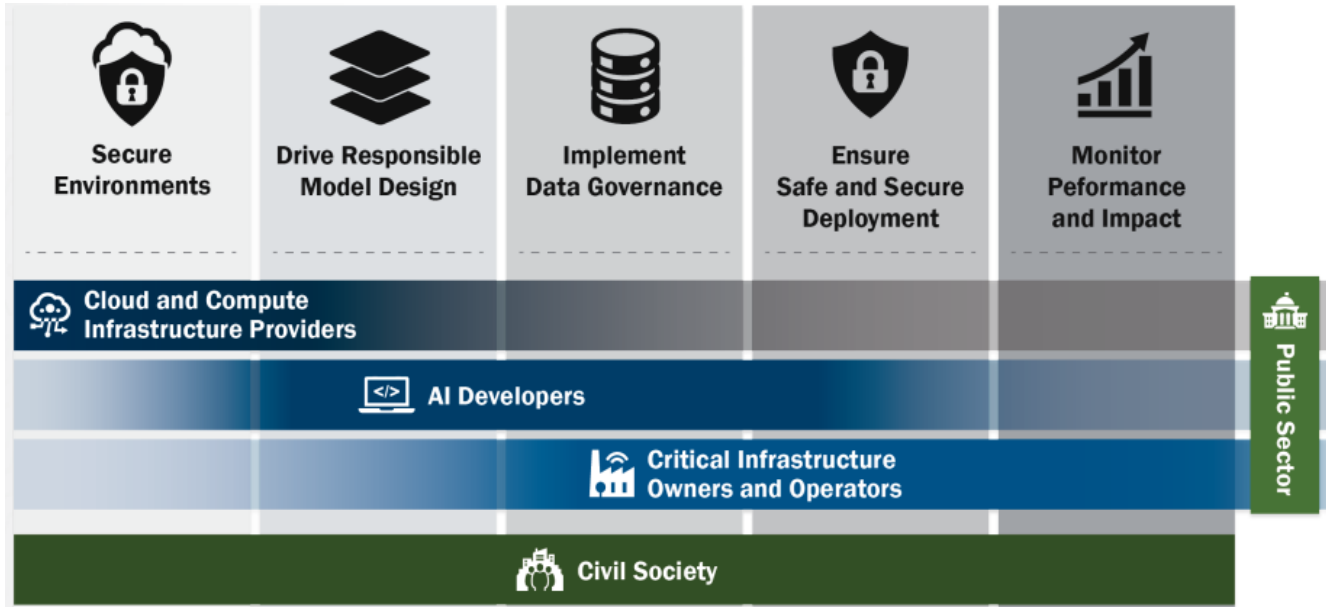 Secure
Environments
Drive Responsible
Model Design
Implement
Data Governance
Ensure
Safe and Secure
Deployment
Monitor
Peformance
and Impact
Cloud and Compute
Infrastructure Providers
</> AI Developers
Critical Infrastructure
Owners and Operators
Public Sector
Civil Society